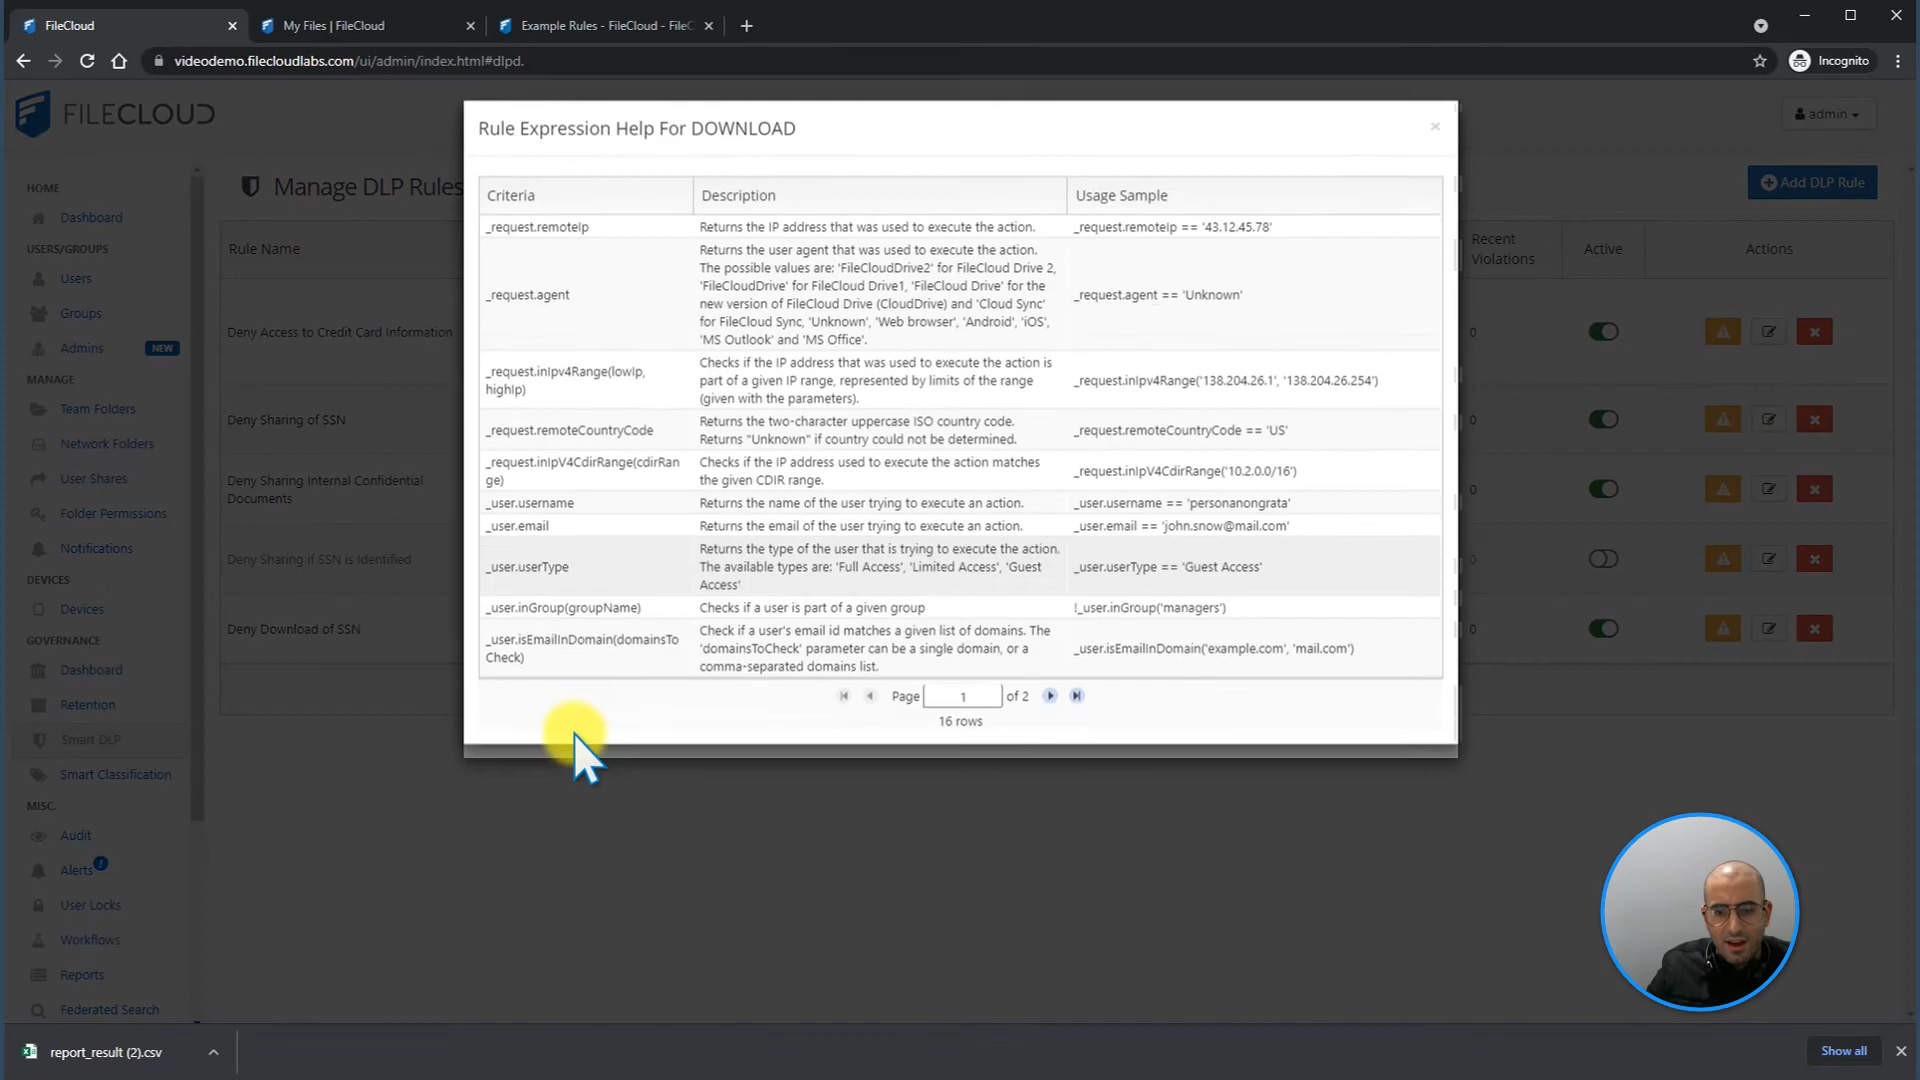 FileCloud
My Files | FileCloud
Example Rules - FileCloud - FileC
videodemo.filecloudlabs.com/ui/admin/index.html#dlpd.
Incognito
FILECLOUD
admin
HOME
Dashboard
USERS/GROUPS
Users
Groups
Admins NEW
MANAGE
Team Folders
Network Folders
User Shares
Folder Permissions
Notifications
DEVICES
Devices
GOVERNANCE
Dashboard
Retention
Smart DLP
Smart Classification
MISC.
Audit
Alerts
User Locks
Workflows
Reports
Federated Search
Manage DLP Rules
Add DLP Rule
Rule Name
Recent
Violations
Active
Actions
Deny Access to Credit Card Information
0
Deny Sharing of SSN
0
Deny Sharing Internal Confidential
Documents
0
Deny Sharing if SSN is Identified
0
Deny Download of SSN
0
Rule Expression Help For DOWNLOAD
×
Criteria
Description
Usage Sample
_request.remoteIp
Returns the IP address that was used to execute the action.
_request.remoteIp == '43.12.45.78'
_request.agent
Returns the user agent that was used to execute the action.
The possible values are: 'FileCloudDrive2' for FileCloud Drive 2,
'FileCloudDrive' for FileCloud Drive1, 'FileCloud Drive' for the
new version of FileCloud Drive (CloudDrive) and 'Cloud Sync'
for FileCloud Sync, 'Unknown', 'Web browser', 'Android', 'iOS',
'MS Outlook' and 'MS Office'.
_request.agent == 'Unknown'
_request.inIpv4Range(lowIp,
highIp)
Checks if the IP address that was used to execute the action is
part of a given IP range, represented by limits of the range
(given with the parameters).
_request.inIpv4Range('138.204.26.1', '138.204.26.254')
_request.remoteCountryCode
Returns the two-character uppercase ISO country code.
Returns "Unknown" if country could not be determined.
_request.remoteCountryCode == 'US'
_request.inIpV4CdirRange(cdirRan
ge)
Checks if the IP address used to execute the action matches
the given CDIR range.
_request.inIpV4CdirRange('10.2.0.0/16')
_user.username
Returns the name of the user trying to execute an action.
_user.username == 'personanongrata'
_user.email
Returns the email of the user trying to execute an action.
_user.email == 'john.snow@mail.com'
_user.userType
Returns the type of the user that is trying to execute the action.
The available types are: 'Full Access', 'Limited Access', 'Guest
Access'
_user.userType == 'Guest Access'
_user.inGroup(groupName)
Checks if a user is part of a given group
!_user.inGroup('managers')
_user.isEmailInDomain(domainsTo
Check)
Check if a user's email id matches a given list of domains. The
'domainsToCheck' parameter can be a single domain, or a
comma-separated domains list.
_user.isEmailInDomain('example.com', 'mail.com')
Page 1 of 2
16 rows
report_result (2).csv
Show all